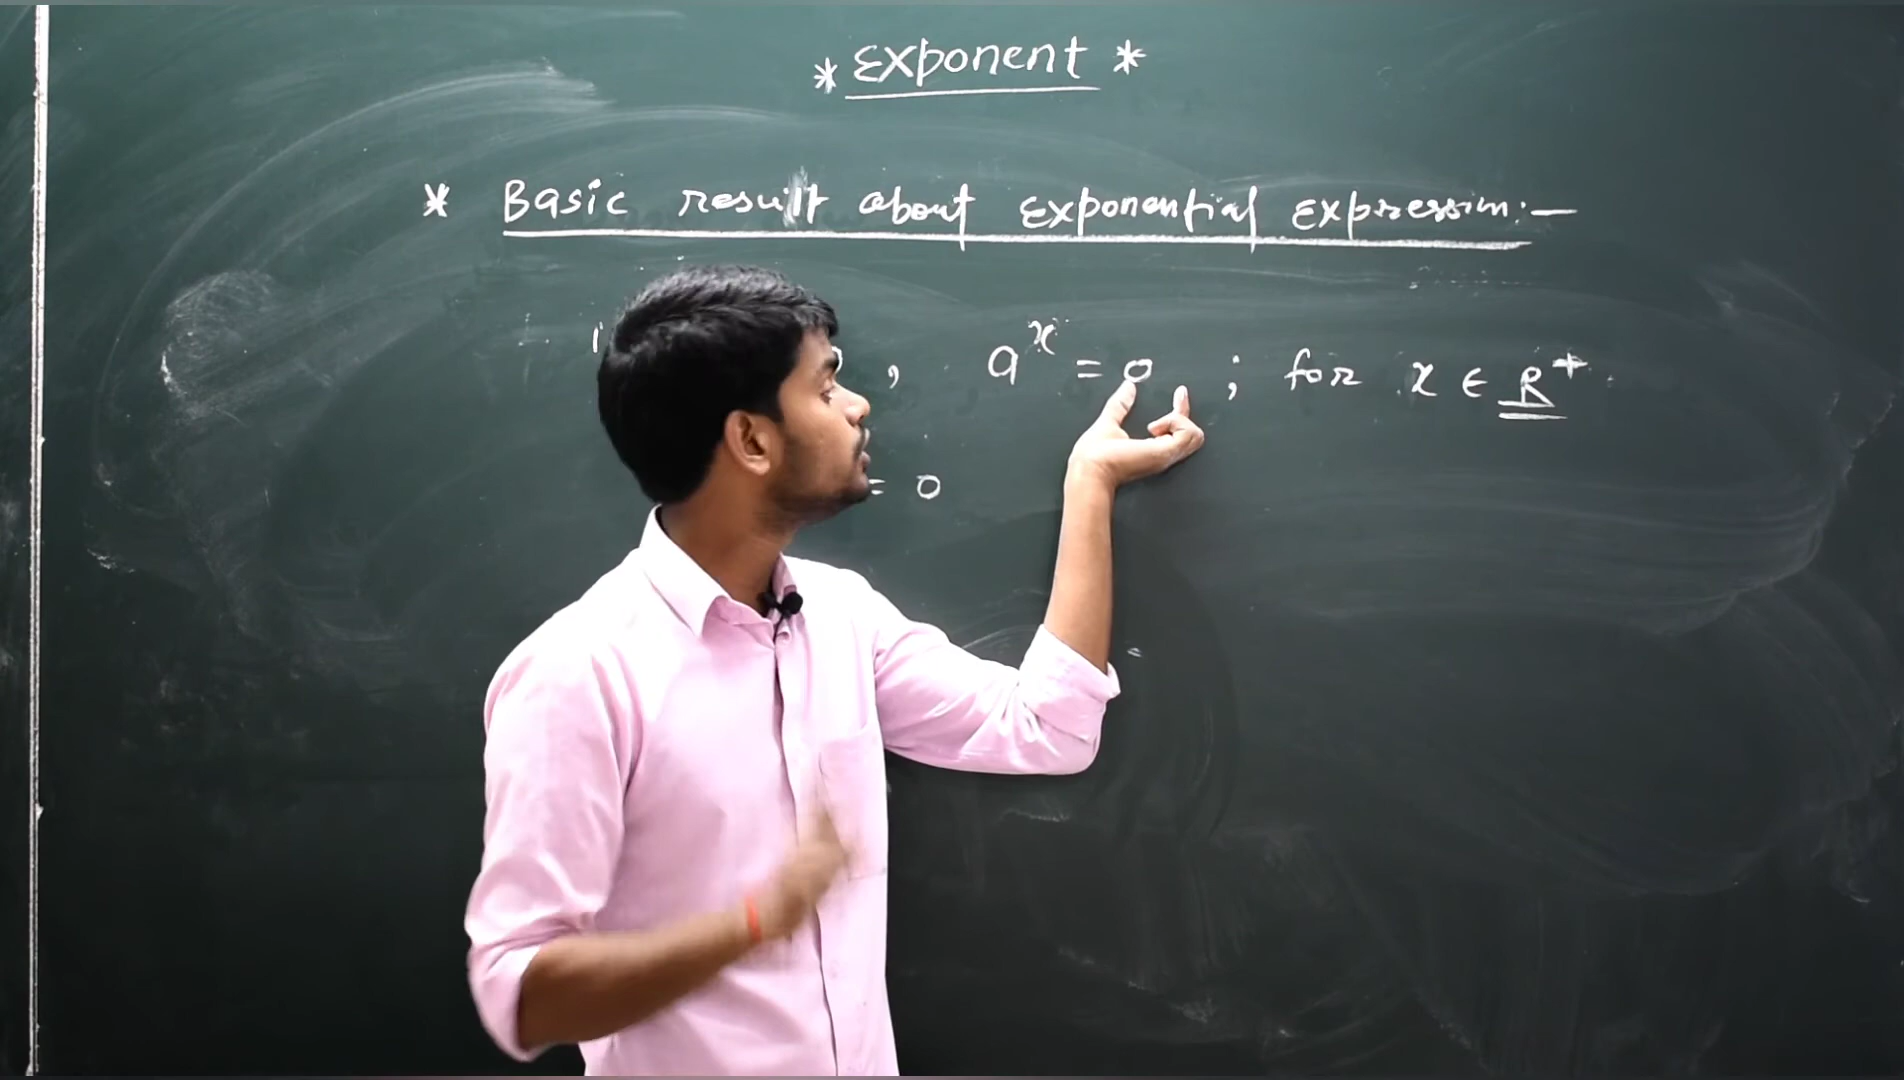 * Exponent *
* Basic result about exponential expression:—
, a^x = 0 ; for x ∈ R^+
= 0